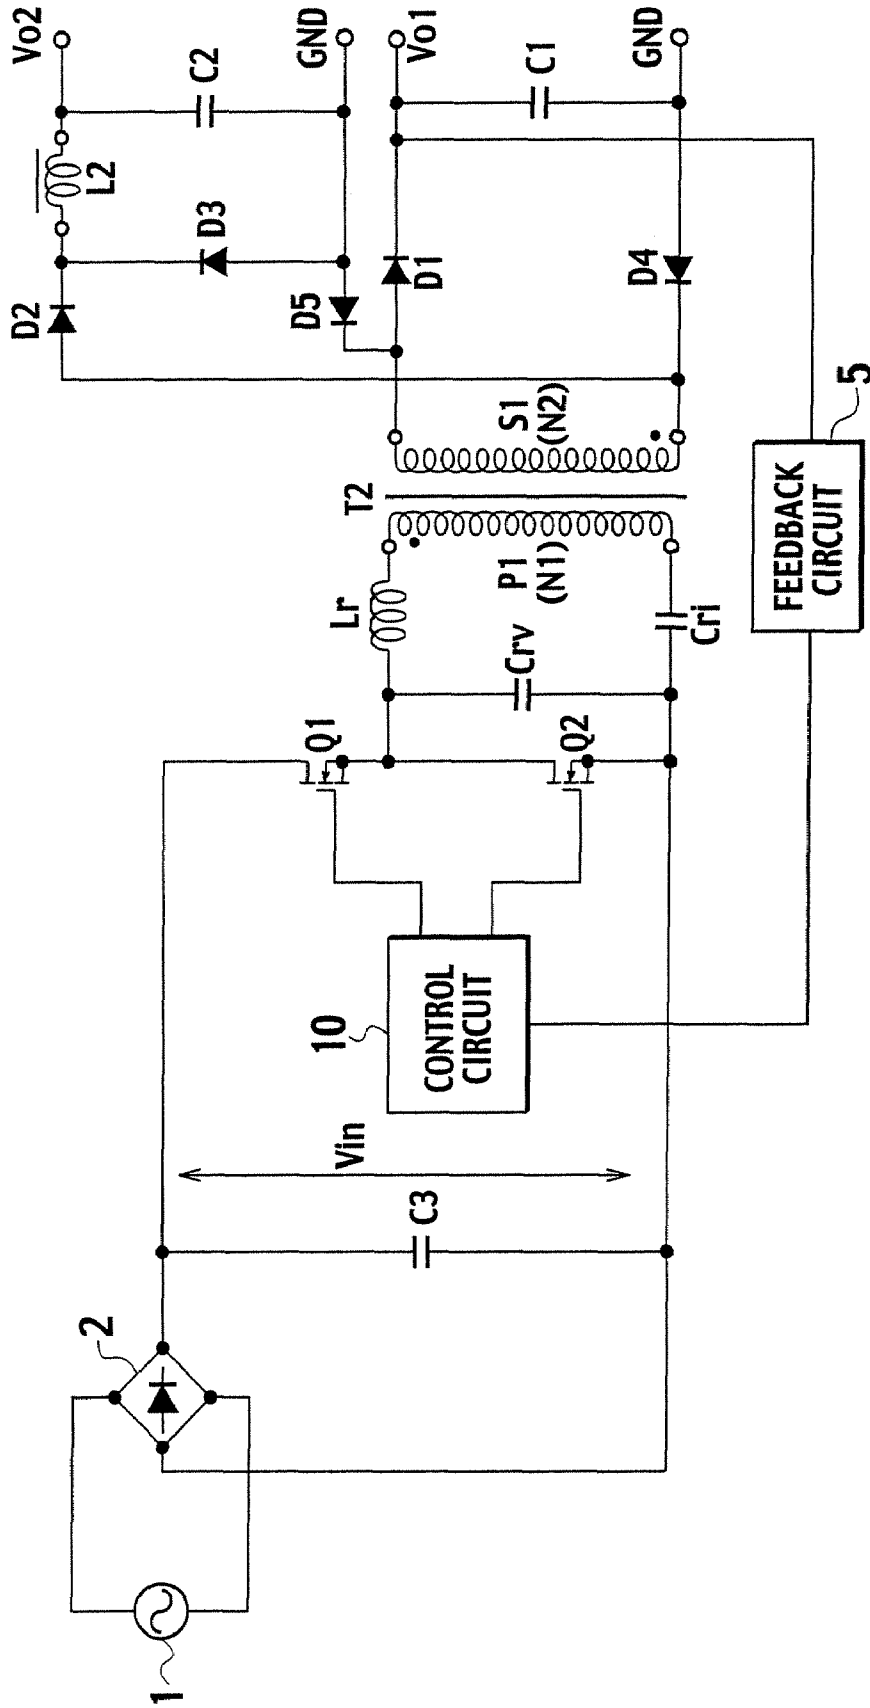 1
2
C3
Vin
10
CONTROL
CIRCUIT
Q1
Q2
Lr
Crv
Cri
P1
(N1)
T2
S1
(N2)
D2
D5
D3
D1
D4
L2
C2
C1
Vo2
GND
Vo1
GND
FEEDBACK
CIRCUIT
5